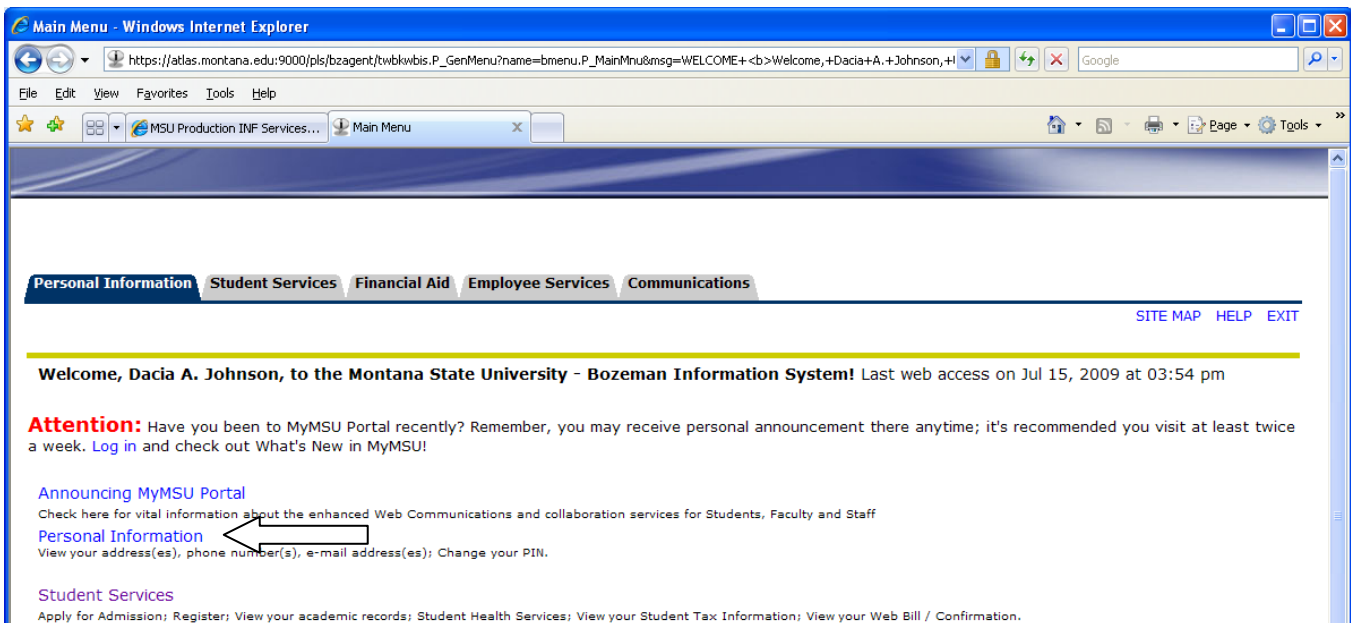 Main Menu - Windows Internet Explorer
https://atlas.montana.edu:9000/pls/bzagent/twbkwbis.P_GenMenu?name=bmenu.P_MainMnu&msg=WELCOME+<b>Welcome,+Dacia+A.+Johnson,+
Google
File Edit View Favorites Tools Help
MSU Production INF Services... Main Menu Page Tools
Personal Information Student Services Financial Aid Employee Services Communications
SITE MAP HELP EXIT
Welcome, Dacia A. Johnson, to the Montana State University - Bozeman Information System! Last web access on Jul 15, 2009 at 03:54 pm
Attention: Have you been to MyMSU Portal recently? Remember, you may receive personal announcement there anytime; it's recommended you visit at least twice
a week. Log in and check out What's New in MyMSU!
Announcing MyMSU Portal
Check here for vital information about the enhanced Web Communications and collaboration services for Students, Faculty and Staff
Personal Information
View your address(es), phone number(s), e-mail address(es); Change your PIN.
Student Services
Apply for Admission; Register; View your academic records; Student Health Services; View your Student Tax Information; View your Web Bill / Confirmation.